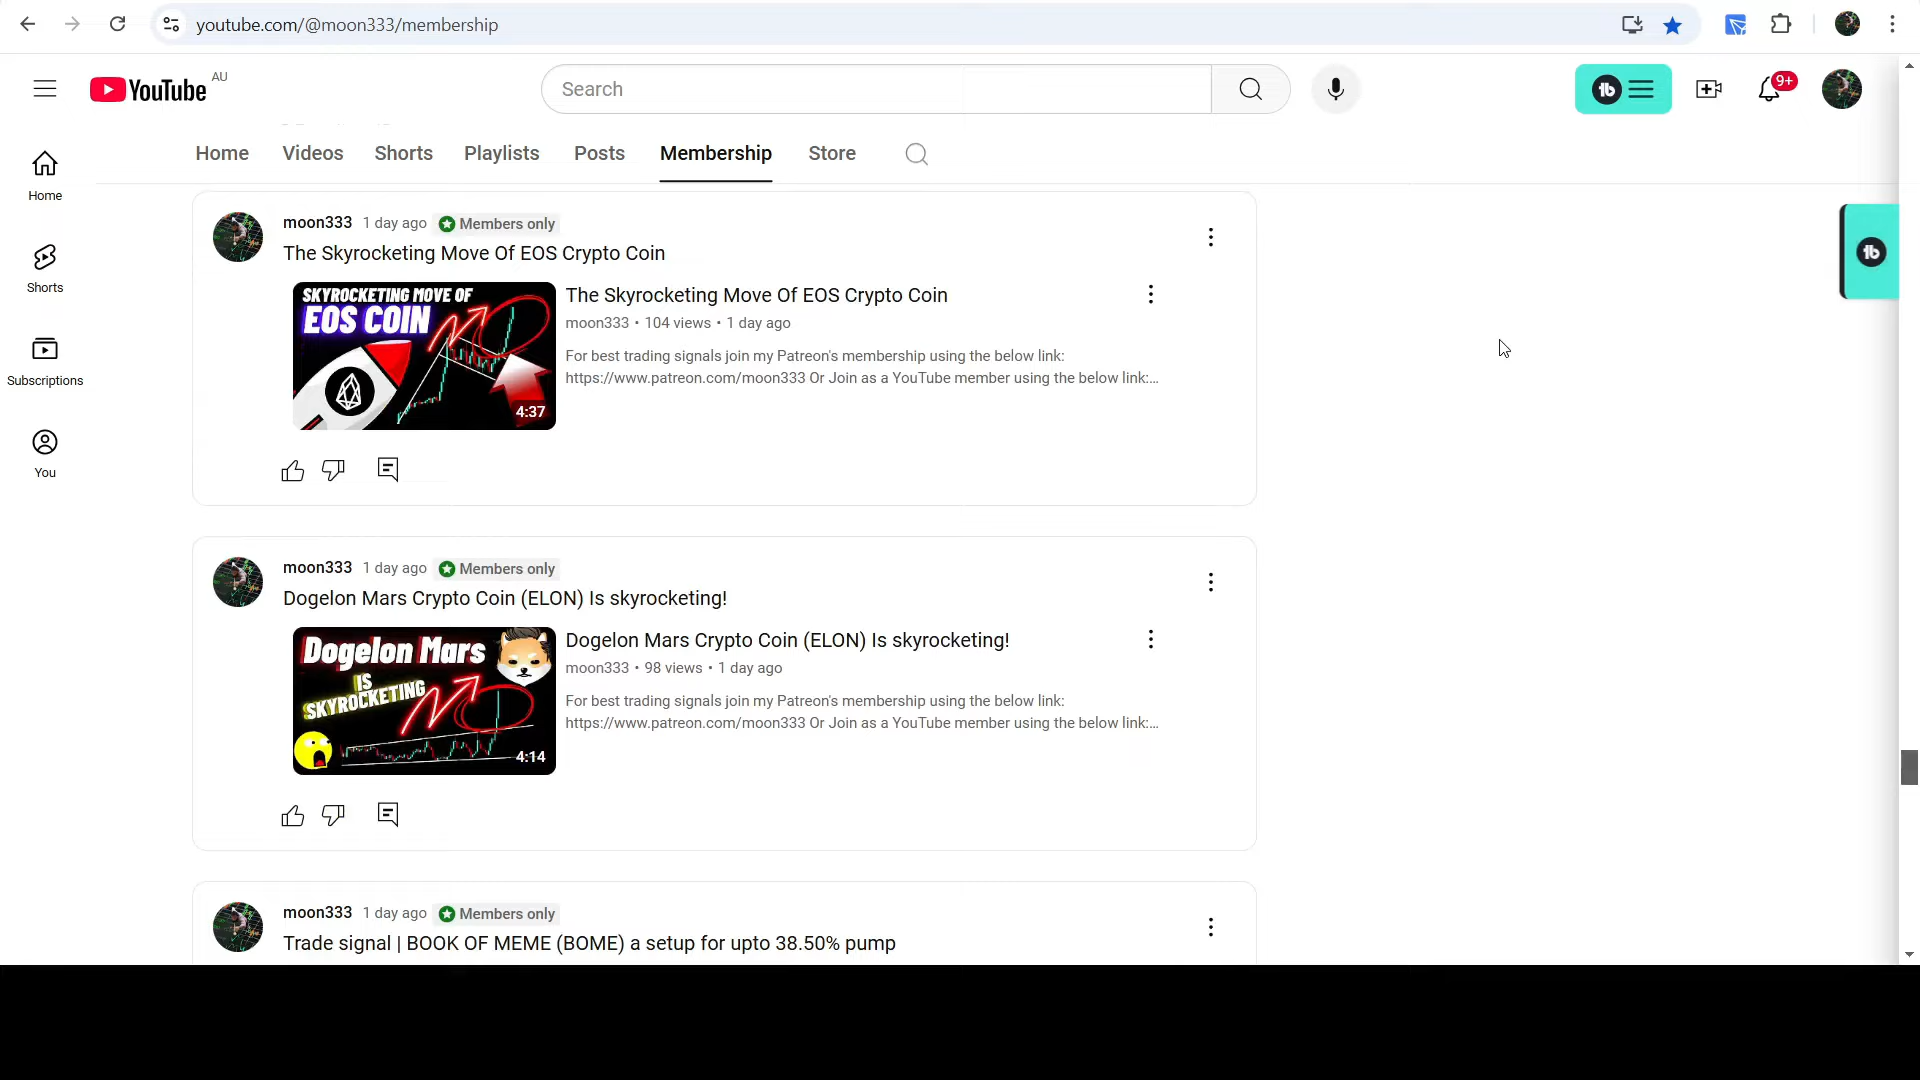 youtube.com/@moon333/membership
YouTube AU
Search
9+
Home Videos Shorts Playlists Posts Membership Store
Home
Shorts
Subscriptions
You
moon333 1 day ago Members only
The Skyrocketing Move Of EOS Crypto Coin
SKYROCKETING MOVE OF
EOS COIN
4:37
The Skyrocketing Move Of EOS Crypto Coin
moon333 • 104 views • 1 day ago
For best trading signals join my Patreon's membership using the below link:
https://www.patreon.com/moon333 Or Join as a YouTube member using the below link:...
moon333 1 day ago Members only
Dogelon Mars Crypto Coin (ELON) Is skyrocketing!
Dogelon Mars
IS
SKYROCKETING
4:14
Dogelon Mars Crypto Coin (ELON) Is skyrocketing!
moon333 • 98 views • 1 day ago
For best trading signals join my Patreon's membership using the below link:
https://www.patreon.com/moon333 Or Join as a YouTube member using the below link:...
moon333 1 day ago Members only
Trade signal | BOOK OF MEME (BOME) a setup for upto 38.50% pump